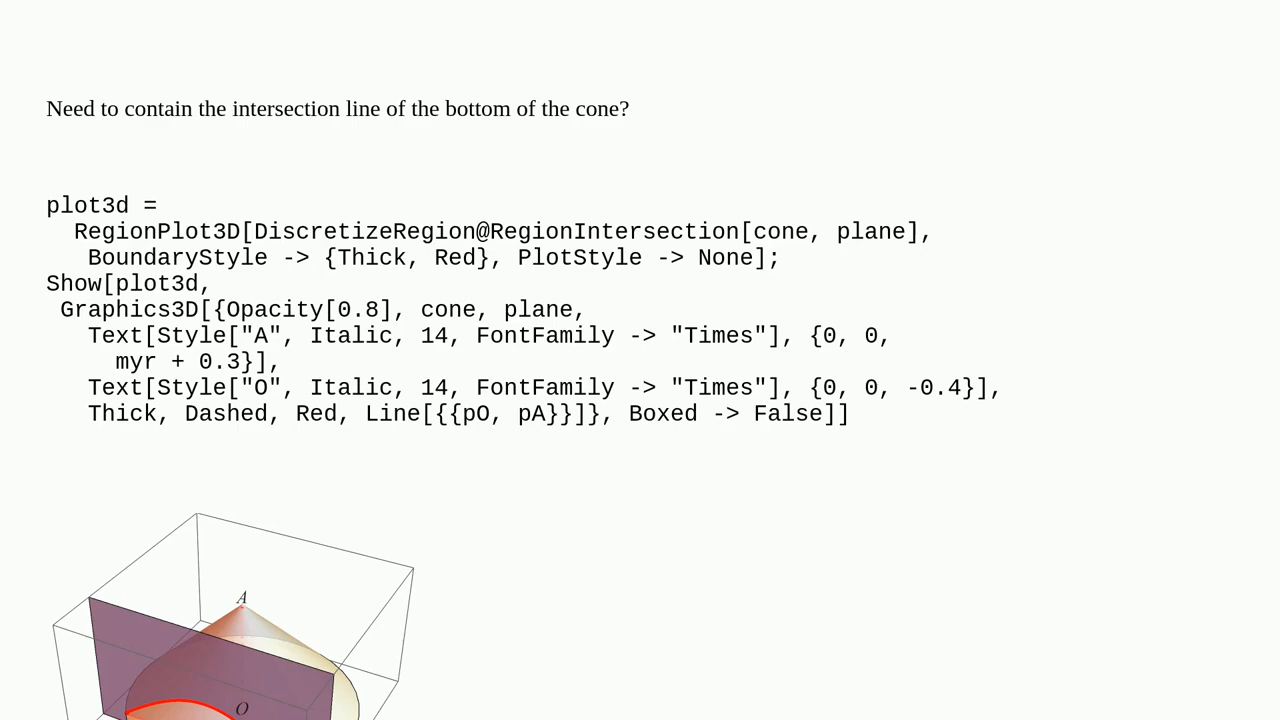 Need to contain the intersection line of the bottom of the cone?
plot3d =
  RegionPlot3D[DiscretizeRegion@RegionIntersection[cone, plane],
   BoundaryStyle -> {Thick, Red}, PlotStyle -> None];
Show[plot3d,
 Graphics3D[{Opacity[0.8], cone, plane,
   Text[Style["A", Italic, 14, FontFamily -> "Times"], {0, 0,
     myr + 0.3}],
   Text[Style["O", Italic, 14, FontFamily -> "Times"], {0, 0, -0.4}],
   Thick, Dashed, Red, Line[{{pO, pA}}]}, Boxed -> False]]
A
O